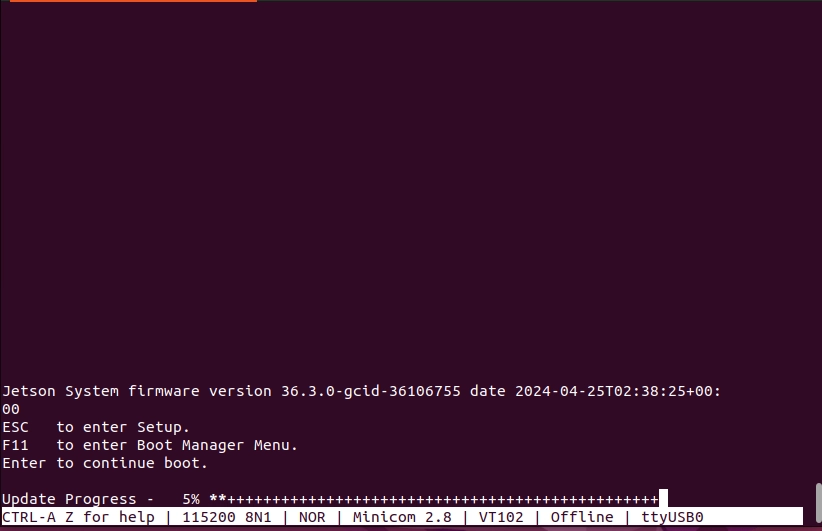 Jetson System firmware version 36.3.0-gcid-36106755 date 2024-04-25T02:38:25+00:
00
ESC   to enter Setup.
F11   to enter Boot Manager Menu.
Enter to continue boot.
Update Progress -   5% **++++++++++++++++++++++++++++++++++++++++++++++++
CTRL-A Z for help | 115200 8N1 | NOR | Minicom 2.8 | VT102 | Offline | ttyUSB0